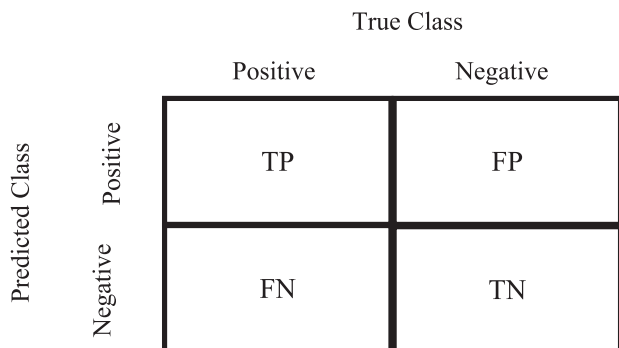 True Class
Positive Negative
Predicted Class
Positive
TP FP
Negative
FN TN